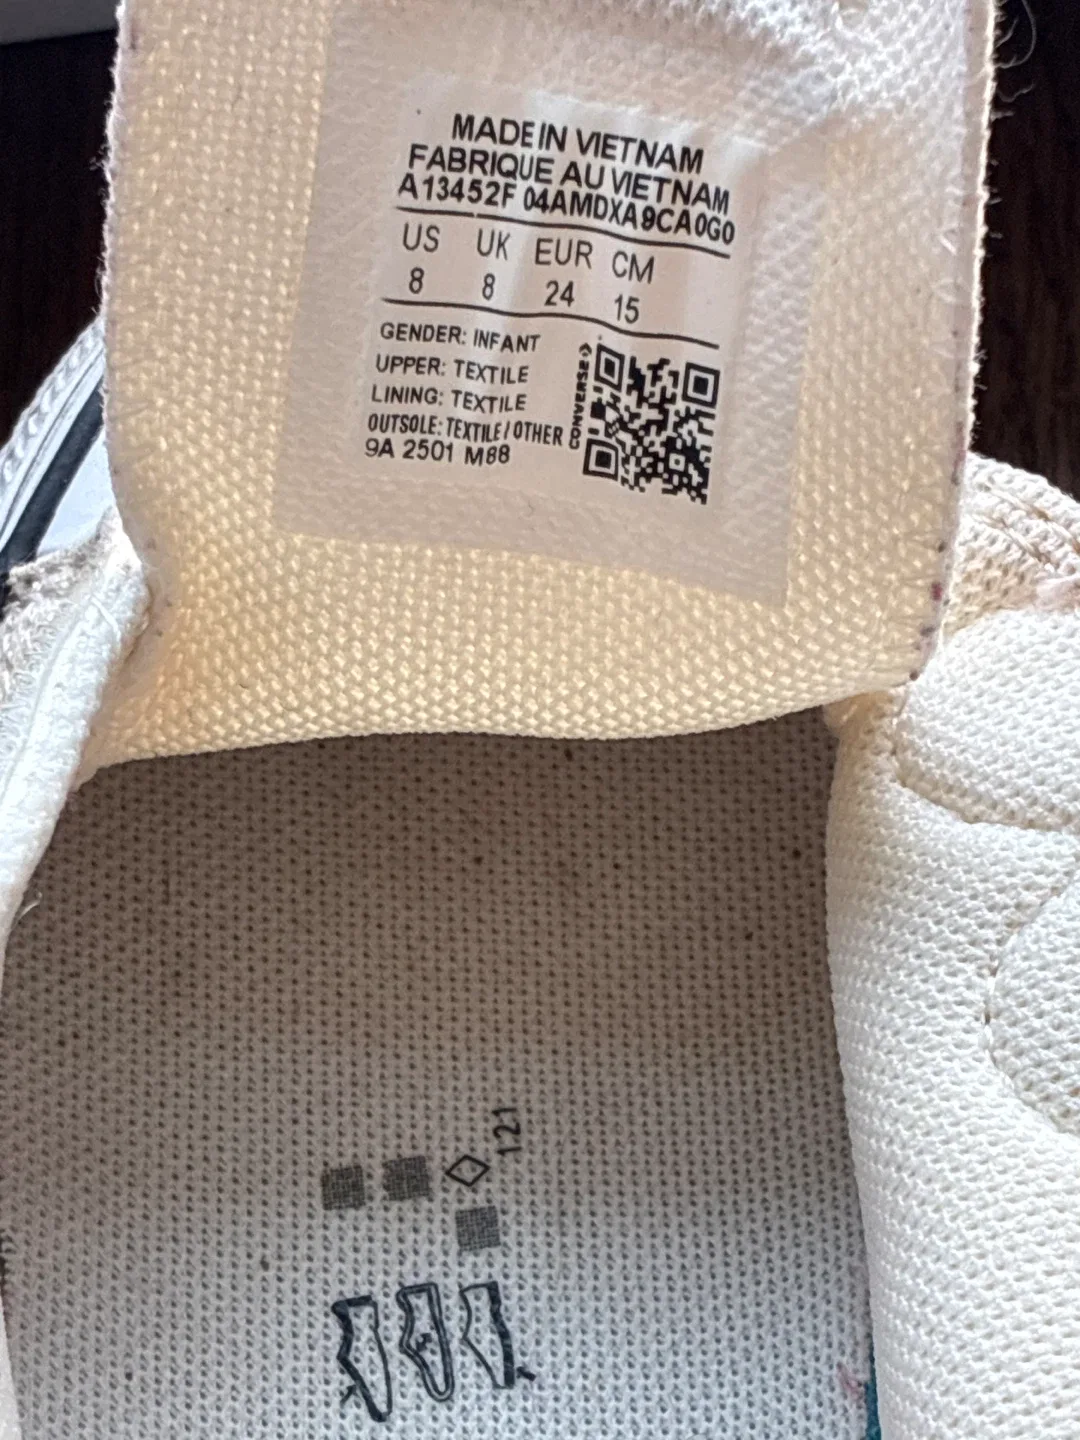 MADE IN VIETNAM
FABRIQUE AU VIETNAM
A13452F 04AMDXA9CA0G0
US UK EUR CM
8 8 24 15
GENDER: INFANT
UPPER: TEXTILE
LINING: TEXTILE
OUTSOLE: TEXTILE/OTHER
9A 2501 M68
CONVERSE
121